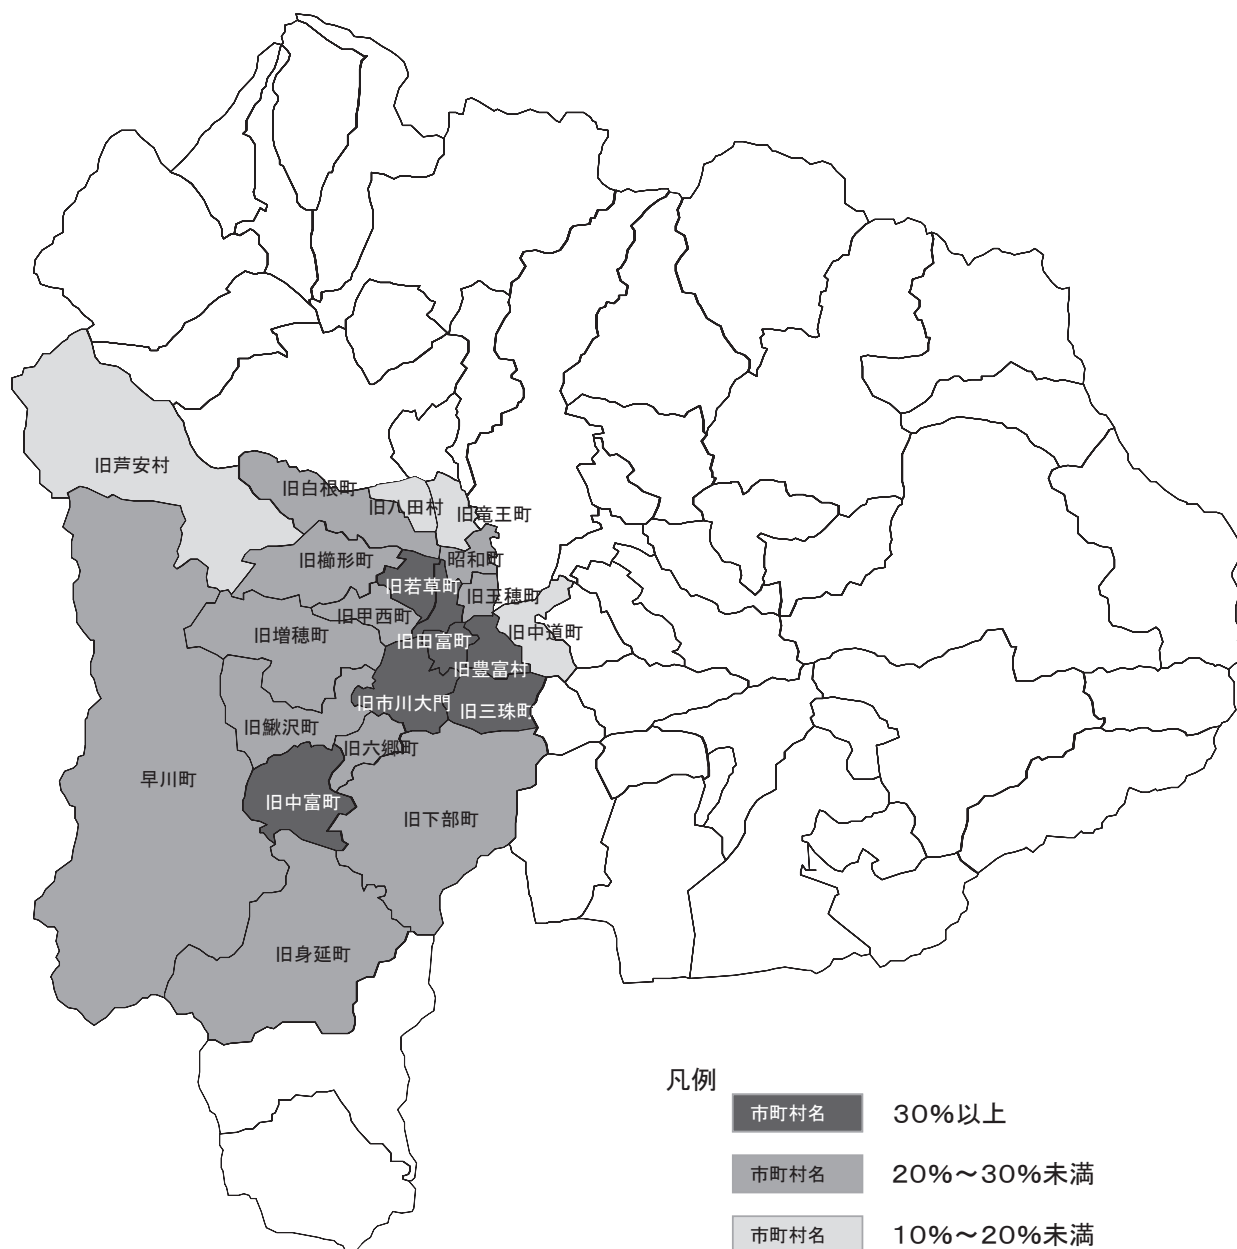 旧芦安村
旧白根町
旧八田村
旧竜王町
旧櫛形町
昭和町
旧若草町
旧玉穂町
旧甲西町
旧増穂町
旧田富町
旧中道町
旧豊富村
旧市川大門
旧三珠町
旧鰍沢町
旧六郷町
早川町
旧中富町
旧下部町
旧身延町
凡例
市町村名 30%以上
市町村名 20%～30%未満
市町村名 10%～20%未満